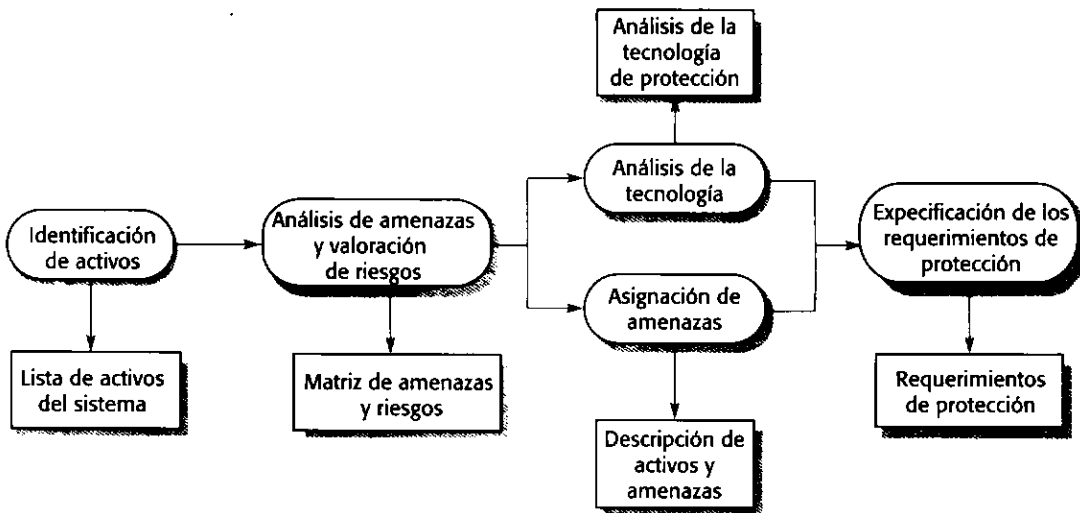 Análisis de la
tecnología
de protección
Análisis de la
tecnología
Identificación
de activos
Análisis de amenazas
y valoración
de riesgos
Expecificación de los
requerimientos de
protección
Asignación de
amenazas
Lista de activos
del sistema
Matriz de amenazas
y riesgos
Requerimientos
de protección
Descripción de
activos y
amenazas